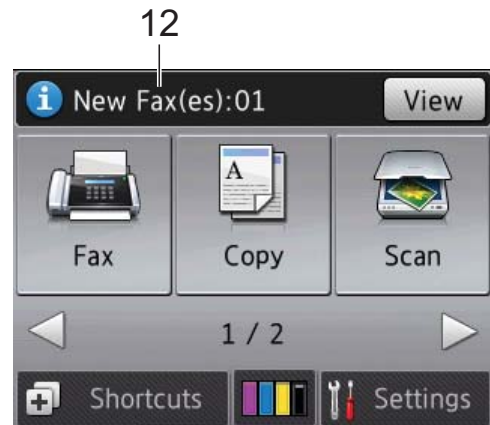 12
New Fax(es):01 View
A
Fax Copy Scan
1 / 2
Shortcuts Settings